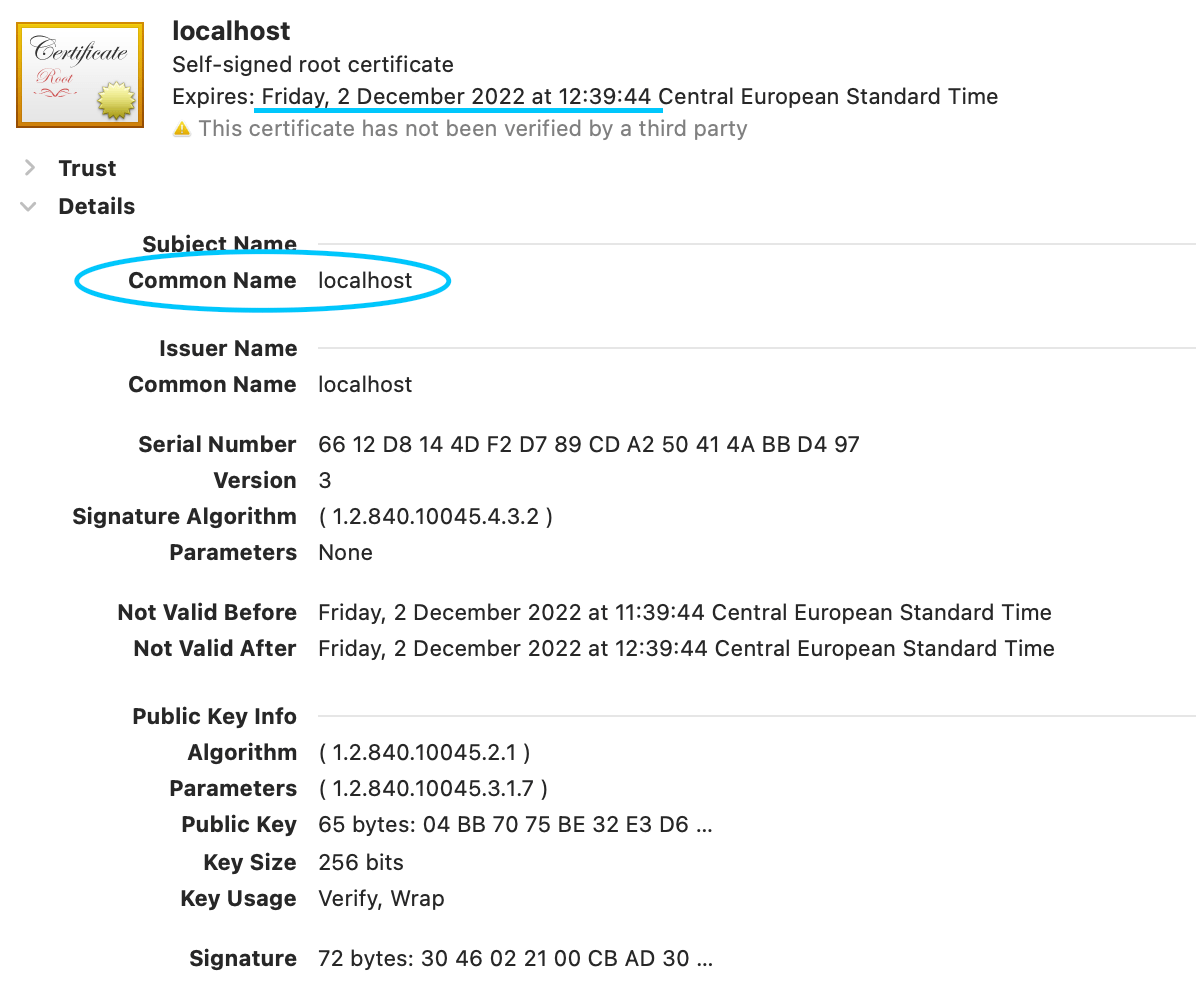 Certificate
Root
localhost
Self-signed root certificate
Expires: Friday, 2 December 2022 at 12:39:44 Central European Standard Time
This certificate has not been verified by a third party
Trust
Details
Subject Name
Common Name localhost
Issuer Name
Common Name localhost
Serial Number 66 12 D8 14 4D F2 D7 89 CD A2 50 41 4A BB D4 97
Version 3
Signature Algorithm ( 1.2.840.10045.4.3.2 )
Parameters None
Not Valid Before Friday, 2 December 2022 at 11:39:44 Central European Standard Time
Not Valid After Friday, 2 December 2022 at 12:39:44 Central European Standard Time
Public Key Info
Algorithm ( 1.2.840.10045.2.1 )
Parameters ( 1.2.840.10045.3.1.7 )
Public Key 65 bytes: 04 BB 70 75 BE 32 E3 D6 ...
Key Size 256 bits
Key Usage Verify, Wrap
Signature 72 bytes: 30 46 02 21 00 CB AD 30 ...